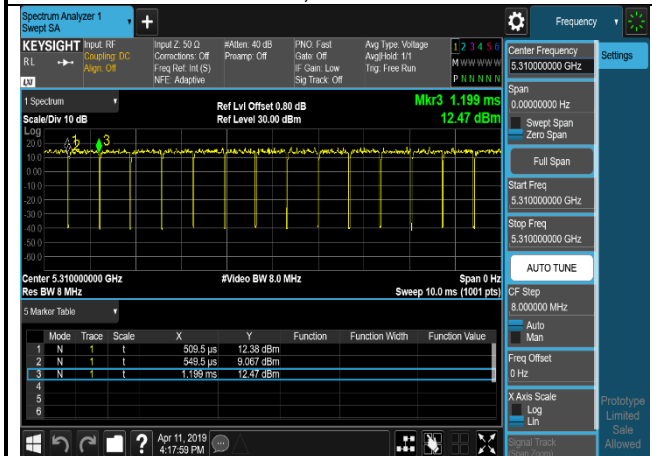 Spectrum Analyzer 1
Swept SA
+
Frequency
KEYSIGHT Input: RF
RL
Coupling: DC
Align: Off
LXI
Input Z: 50 Ω
Corrections: Off
Freq Ref: Int (S)
NFE: Adaptive
#Atten: 40 dB
Preamp: Off
PNO: Fast
Gate: Off
IF Gain: Low
Sig Track: Off
Avg Type: Voltage
Avg|Hold: 1/1
Trig: Free Run
1 2 3 4 5 6
M W W W W W
P N N N N N
Center Frequency
5.310000000 GHz
Settings
Span
0.00000000 Hz
Swept Span
Zero Span
Full Span
Start Freq
5.310000000 GHz
Stop Freq
5.310000000 GHz
AUTO TUNE
CF Step
8.000000 MHz
Auto
Man
Freq Offset
0 Hz
X Axis Scale
Log
Lin
Signal Track
(Span Zoom)
Prototype
Limited
Sale
Allowed
1 Spectrum
Scale/Div 10 dB
Ref Lvl Offset 0.80 dB
Ref Level 30.00 dBm
Mkr3 1.199 ms
12.47 dBm
Log
20.0
10.0
0.00
-10.0
-20.0
-30.0
-40.0
-50.0
-60.0
2
3
Center 5.310000000 GHz
Res BW 8 MHz
#Video BW 8.0 MHz
Span 0 Hz
Sweep 10.0 ms (1001 pts)
5 Marker Table
Mode Trace Scale X Y Function Function Width Function Value
1 N 1 t 509.5 µs 12.38 dBm
2 N 1 t 549.5 µs 9.067 dBm
3 N 1 t 1.199 ms 12.47 dBm
4
5
6
?
Apr 11, 2019
4:17:59 PM